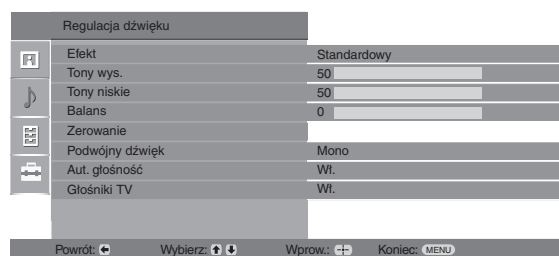 Regulacja dźwięku
Efekt Standardowy
Tony wys. 50
Tony niskie 50
Balans 0
Zerowanie
Podwójny dźwięk Mono
Aut. głośność Wł.
Głośniki TV Wł.
Powrót: Wybierz: Wprow.: Koniec: MENU